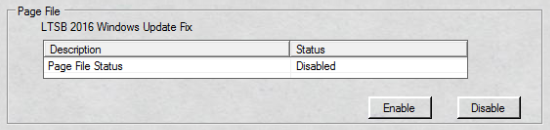 Page File
LTSB 2016 Windows Update Fix
Description Status
Page File Status Disabled
Enable Disable